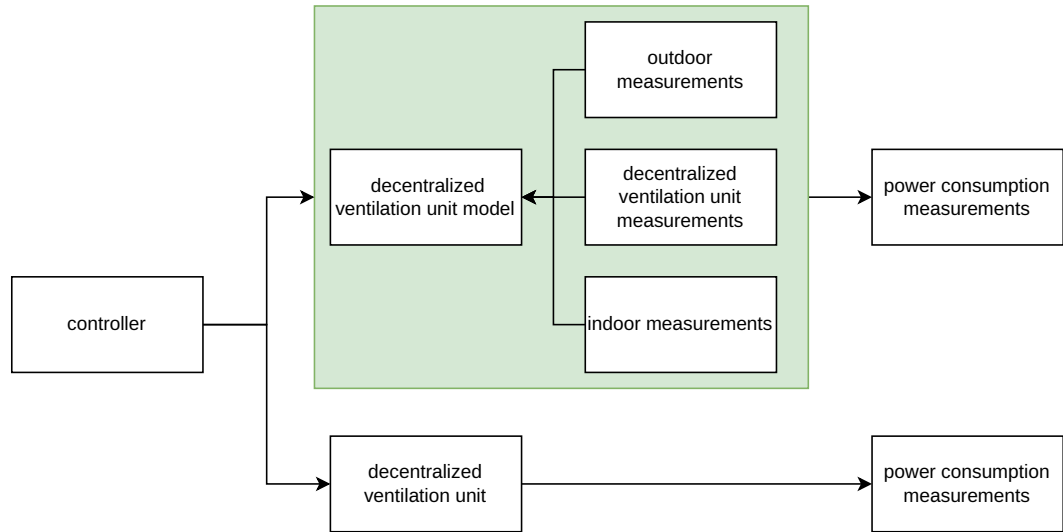 outdoor
measurements
decentralized
ventilation unit model
decentralized
ventilation unit
measurements
power consumption
measurements
controller
indoor measurements
decentralized
ventilation unit
power consumption
measurements